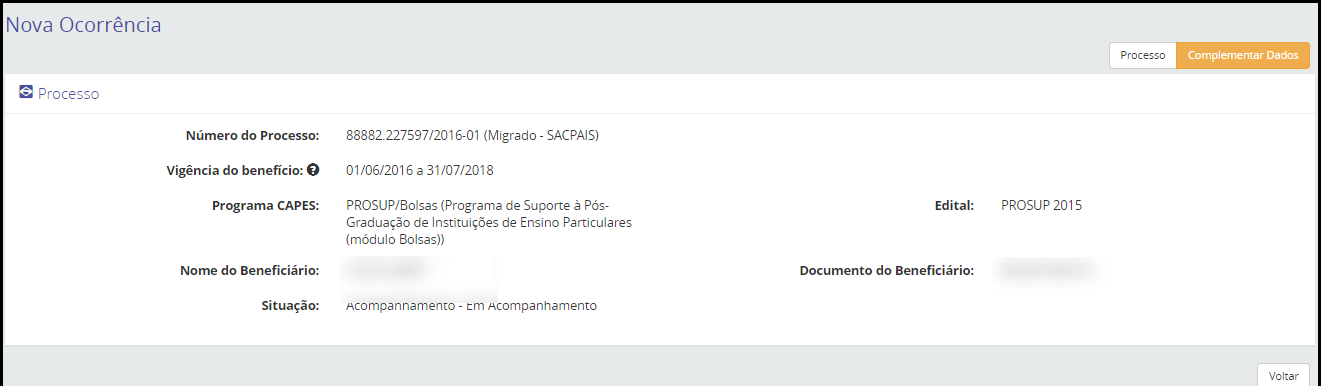 Nova Ocorrência
Processo Complementar Dados
Processo
Número do Processo: 88882.227597/2016-01 (Migrado - SACPAIS)
Vigência do benefício: 01/06/2016 a 31/07/2018
Programa CAPES: PROSUP/Bolsas (Programa de Suporte à Pós-
Graduação de Instituições de Ensino Particulares
(módulo Bolsas))
Edital: PROSUP 2015
Nome do Beneficiário:
Documento do Beneficiário:
Situação: Acompanhamento - Em Acompanhamento
Voltar